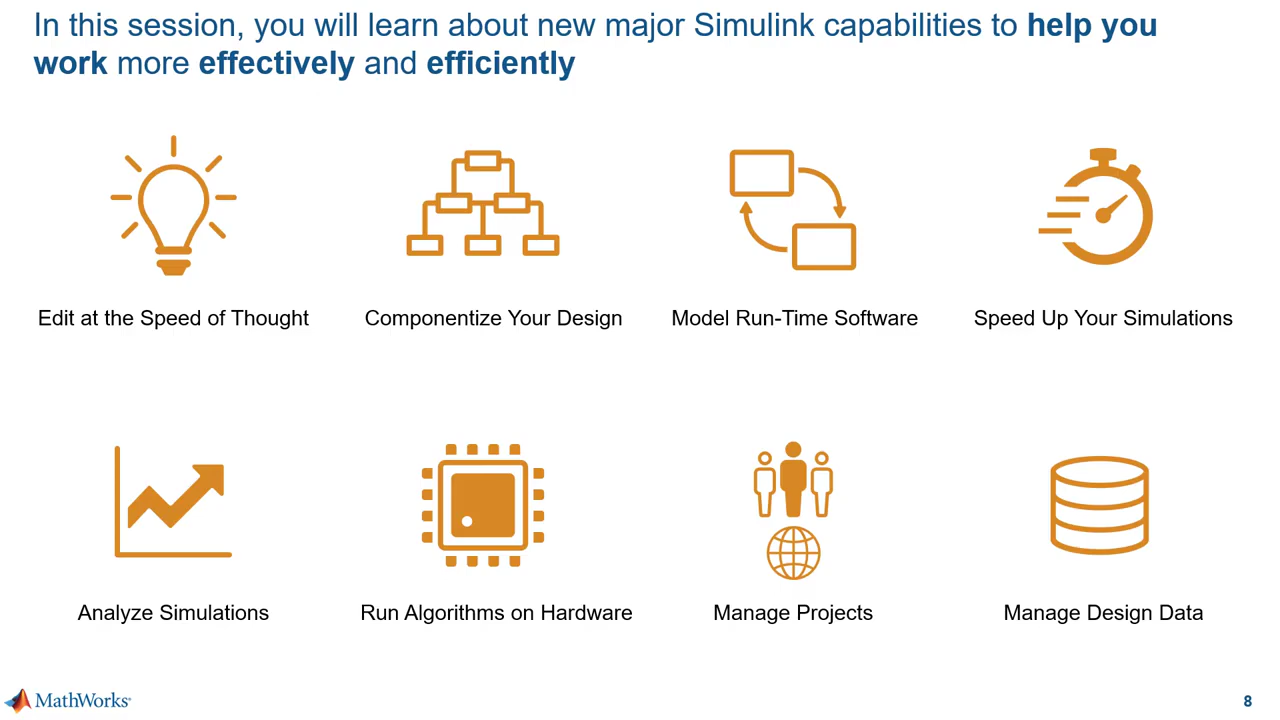 In this session, you will learn about new major Simulink capabilities to help you
work more effectively and efficiently
Edit at the Speed of Thought
Componentize Your Design
Model Run-Time Software
Speed Up Your Simulations
Analyze Simulations
Run Algorithms on Hardware
Manage Projects
Manage Design Data
MathWorks®
8